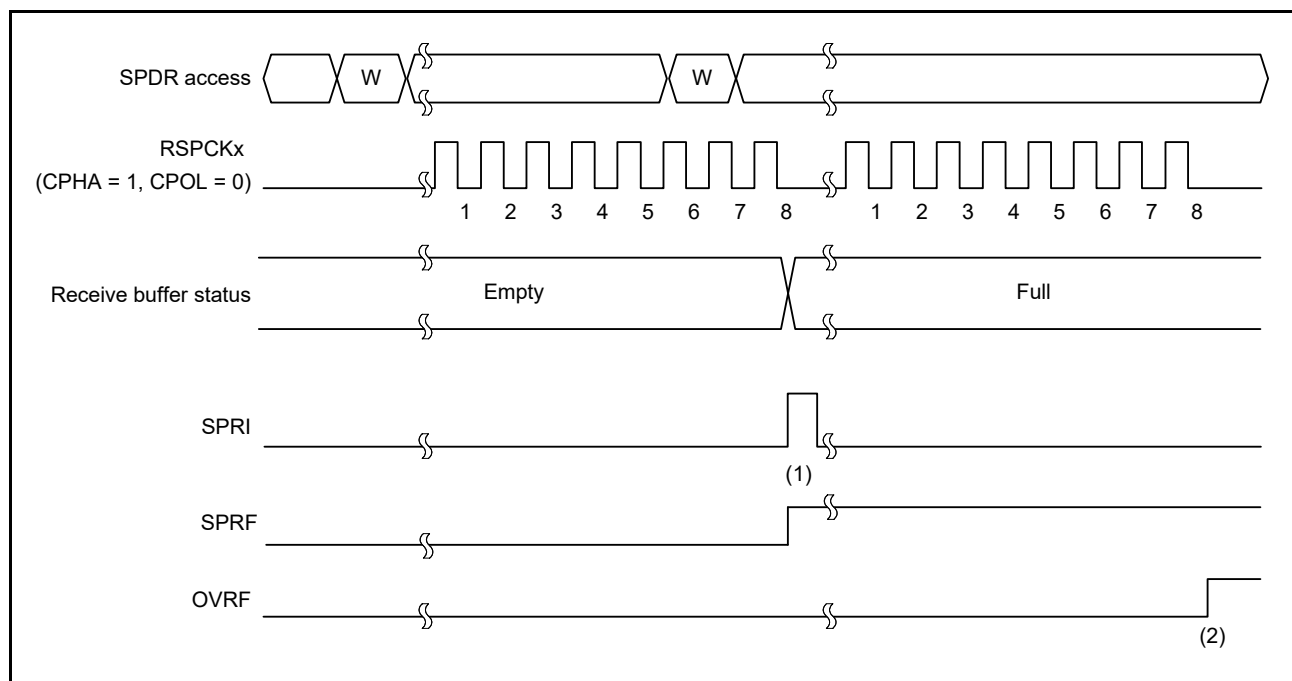 SPDR access
W
W
RSPCKx
(CPHA = 1, CPOL = 0)
1 2 3 4 5 6 7 8 1 2 3 4 5 6 7 8
Receive buffer status
Empty
Full
SPRI
(1)
SPRF
OVRF
(2)